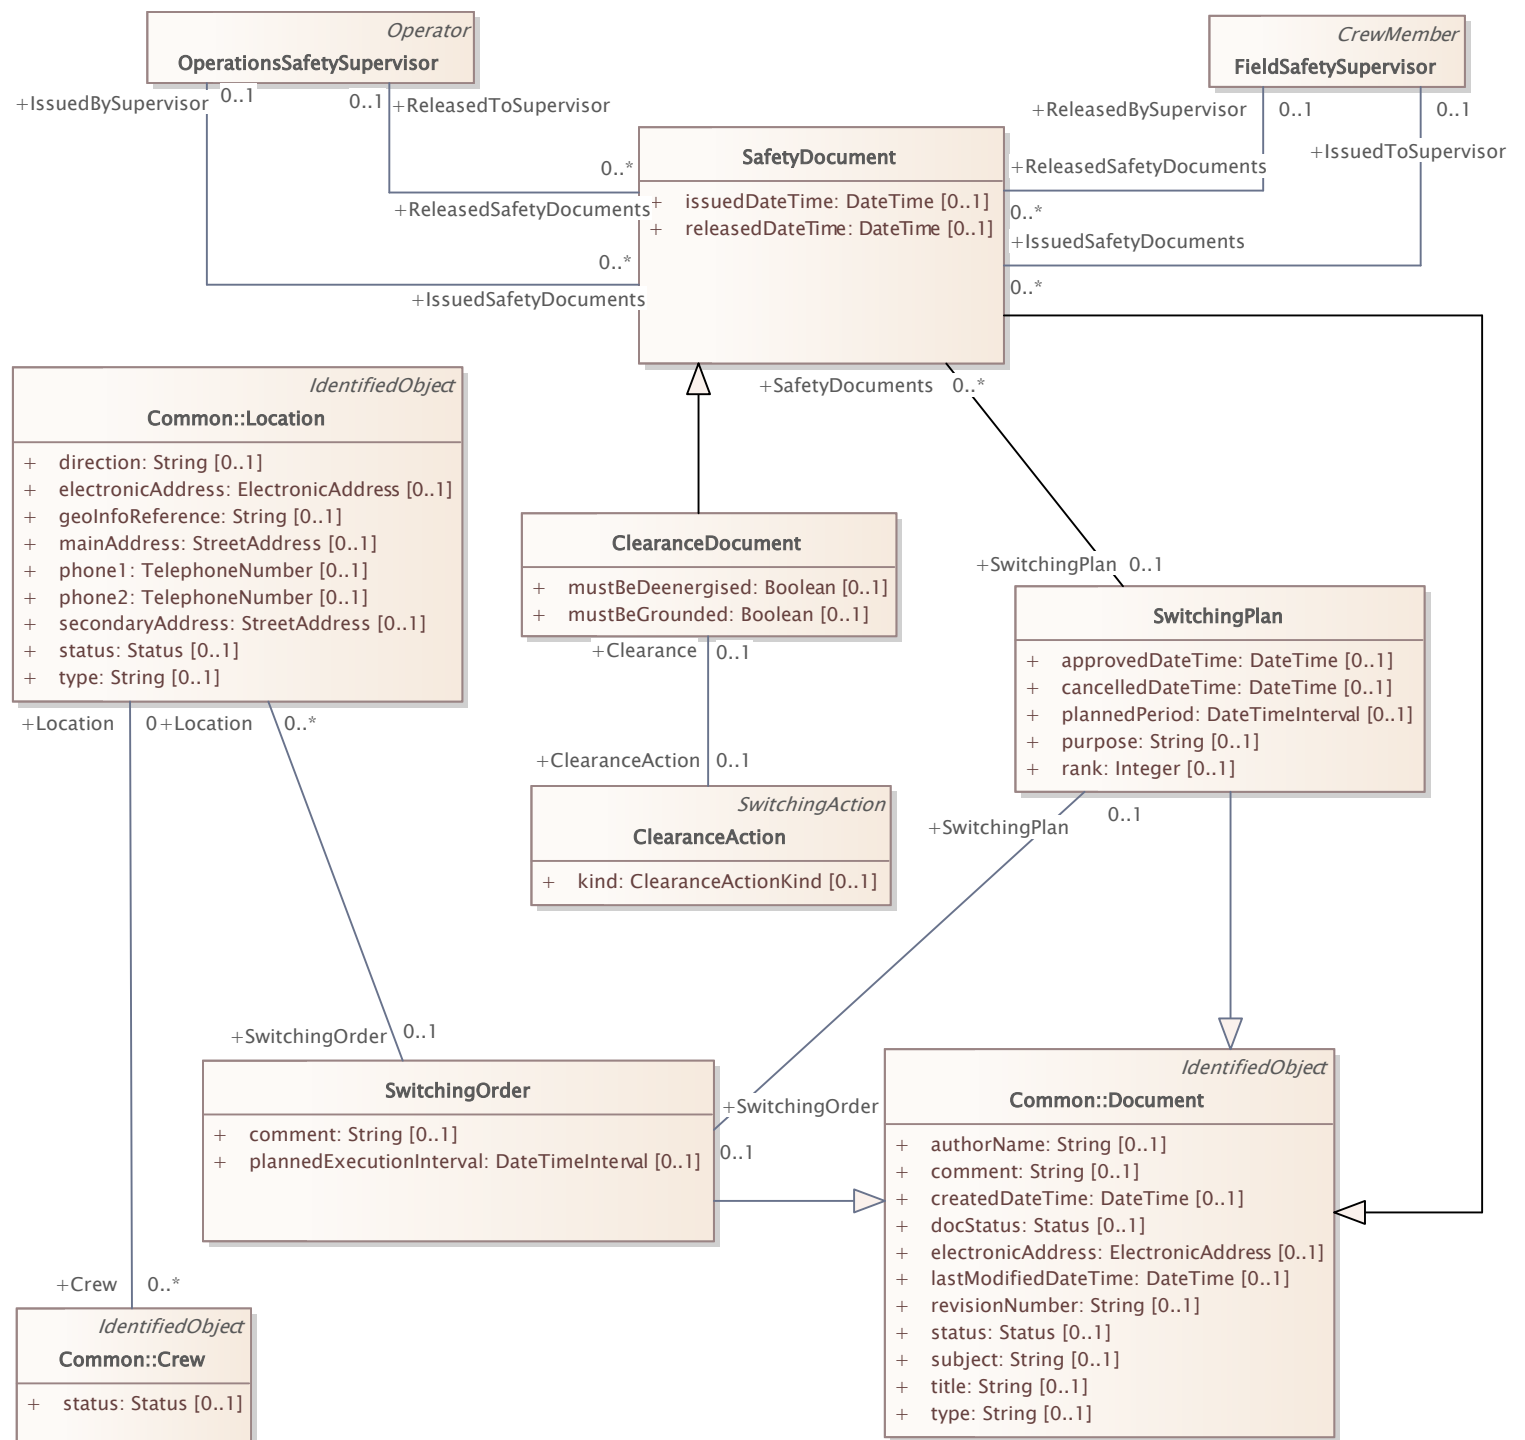 Operator
OperationsSafetySupervisor
CrewMember
FieldSafetySupervisor
+IssuedBySupervisor
0..1
0..1
+ReleasedToSupervisor
+ReleasedBySupervisor
0..1
0..1
+IssuedToSupervisor
SafetyDocument
+ issuedDateTime: DateTime [0..1]
+ releasedDateTime: DateTime [0..1]
0..*
+ReleasedSafetyDocuments
0..*
+IssuedSafetyDocuments
+ReleasedSafetyDocuments
0..*
+IssuedSafetyDocuments
0..*
+SafetyDocuments
0..*
IdentifiedObject
Common::Location
+ direction: String [0..1]
+ electronicAddress: ElectronicAddress [0..1]
+ geoInfoReference: String [0..1]
+ mainAddress: StreetAddress [0..1]
+ phone1: TelephoneNumber [0..1]
+ phone2: TelephoneNumber [0..1]
+ secondaryAddress: StreetAddress [0..1]
+ status: Status [0..1]
+ type: String [0..1]
ClearanceDocument
+ mustBeDeenergised: Boolean [0..1]
+ mustBeGrounded: Boolean [0..1]
+SwitchingPlan
0..1
SwitchingPlan
+ approvedDateTime: DateTime [0..1]
+ cancelledDateTime: DateTime [0..1]
+ plannedPeriod: DateTimeInterval [0..1]
+ purpose: String [0..1]
+ rank: Integer [0..1]
+Clearance
0..1
+ClearanceAction
0..1
SwitchingAction
ClearanceAction
+ kind: ClearanceActionKind [0..1]
+Location
0
+Location
0..*
+SwitchingPlan
0..1
+SwitchingOrder
0..1
SwitchingOrder
+ comment: String [0..1]
+ plannedExecutionInterval: DateTimeInterval [0..1]
+SwitchingOrder
0..1
IdentifiedObject
Common::Document
+ authorName: String [0..1]
+ comment: String [0..1]
+ createdDateTime: DateTime [0..1]
+ docStatus: Status [0..1]
+ electronicAddress: ElectronicAddress [0..1]
+ lastModifiedDateTime: DateTime [0..1]
+ revisionNumber: String [0..1]
+ status: Status [0..1]
+ subject: String [0..1]
+ title: String [0..1]
+ type: String [0..1]
+Crew
0..*
IdentifiedObject
Common::Crew
+ status: Status [0..1]